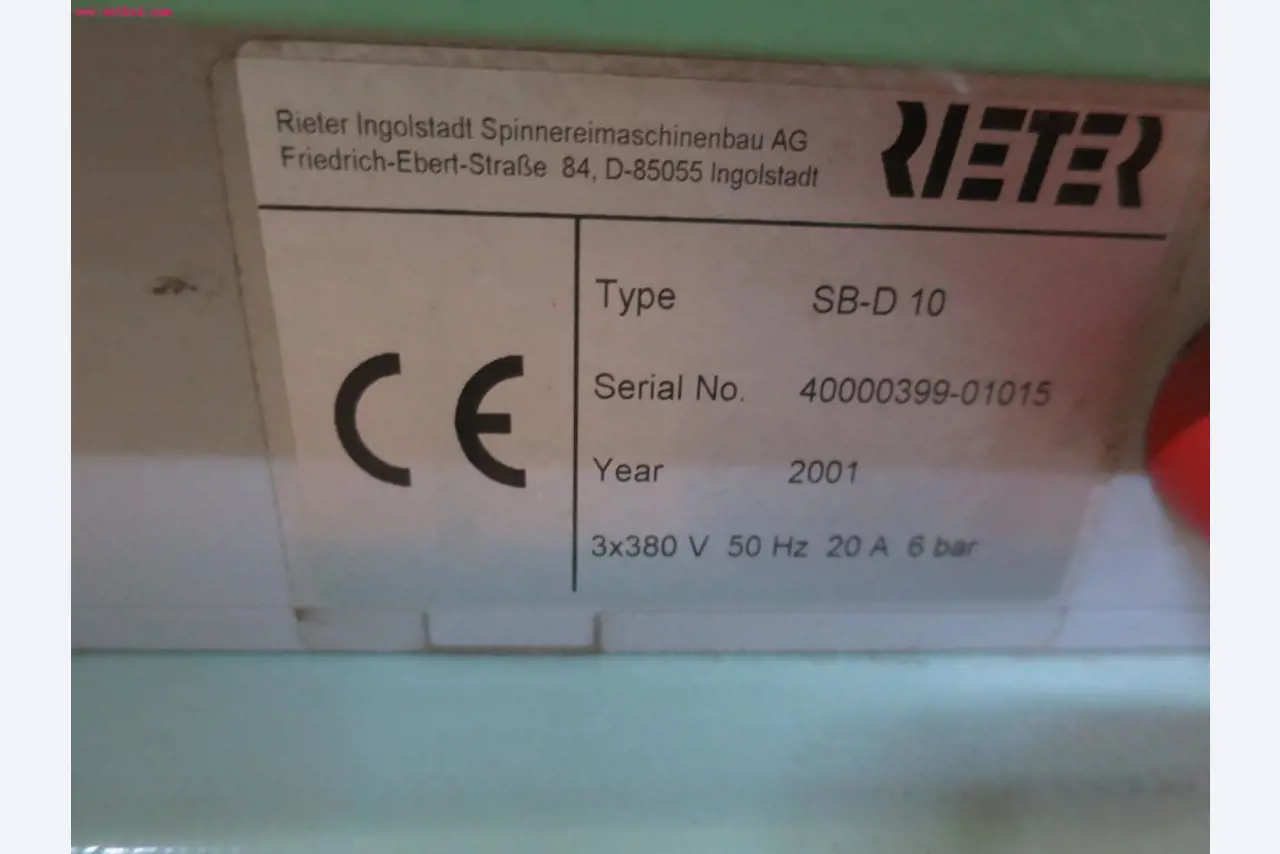 Rieter Ingolstadt Spinnereimaschinenbau AG
Friedrich-Ebert-Straße 84, D-85055 Ingolstadt
RIETER
CE
Type SB-D 10
Serial No. 40000399-01015
Year 2001
3x380 V 50 Hz 20 A 6 bar